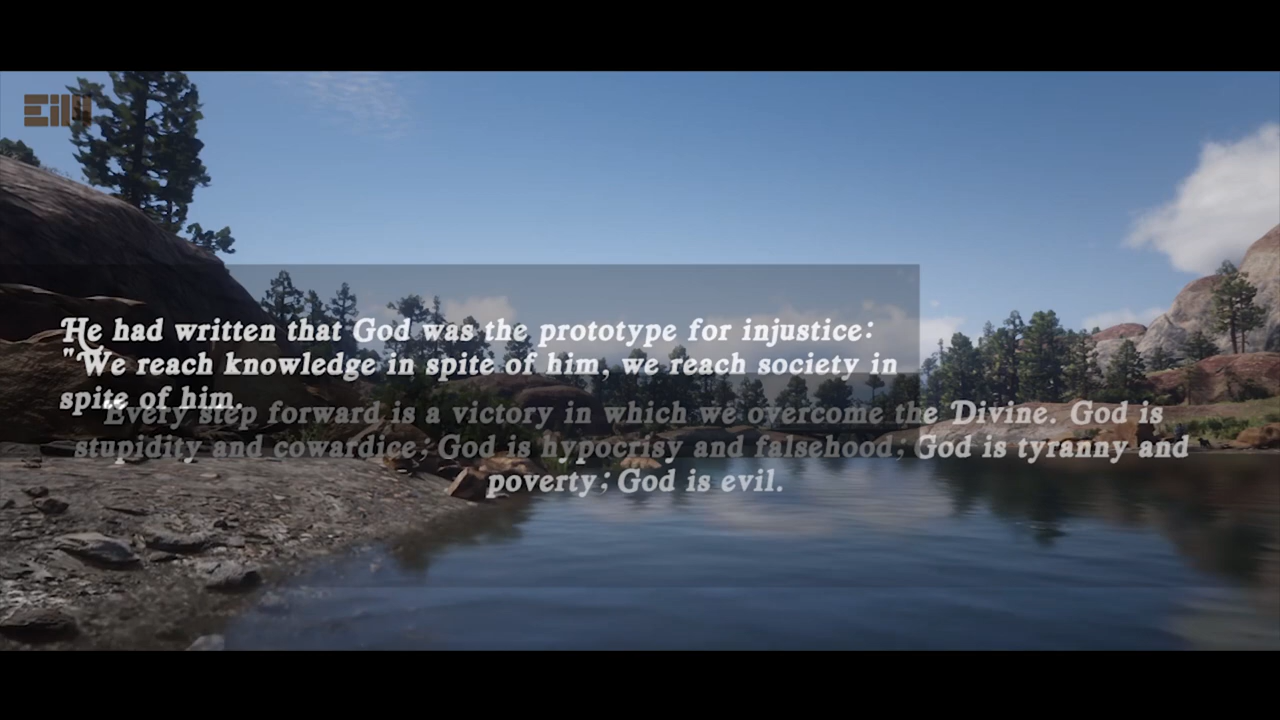 He had written that God was the prototype for injustice:
"We reach knowledge in spite of him, we reach society in
spite of him.
"Every step forward is a victory in which we overcome the Divine. God is
stupidity and cowardice; God is hypocrisy and falsehood; God is tyranny and
poverty; God is evil.